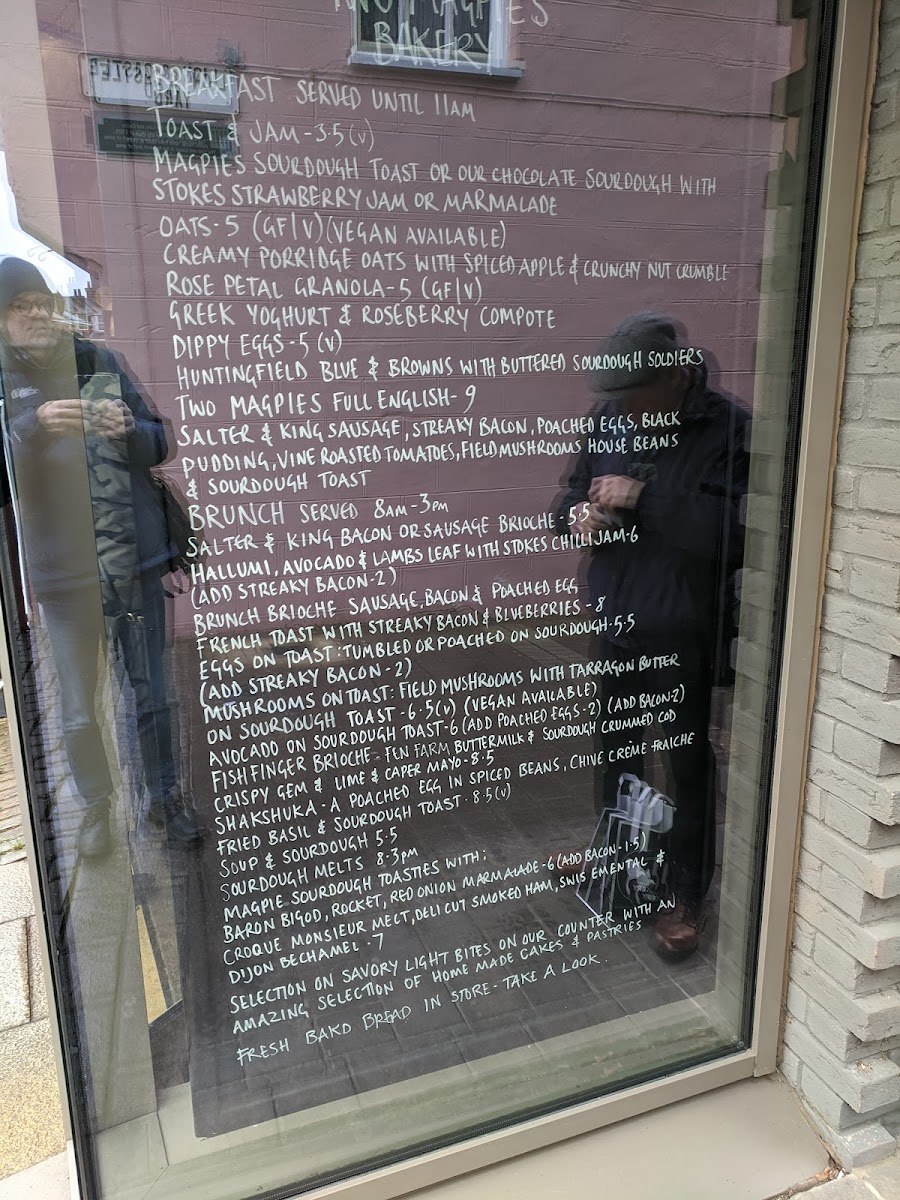 TWO MAGPIES
BAKERY
BREAKFAST SERVED UNTIL 11AM
TOAST & JAM - 3.5 (V)
MAGPIES SOURDOUGH TOAST OR OUR CHOCOLATE SOURDOUGH WITH
STOKES STRAWBERRY JAM OR MARMALADE
OATS - 5 (GF|V) (VEGAN AVAILABLE)
CREAMY PORRIDGE OATS WITH SPICED APPLE & CRUNCHY NUT CRUMBLE
ROSE PETAL GRANOLA - 5 (GF|V)
GREEK YOGHURT & ROSEBERRY COMPOTE
DIPPY EGGS - 5 (V)
HUNTINGFIELD BLUE & BROWNS WITH BUTTERED SOURDOUGH SOLDIERS
TWO MAGPIES FULL ENGLISH - 9
SALTER & KING SAUSAGE, STREAKY BACON, POACHED EGGS, BLACK
PUDDING, VINE ROASTED TOMATOES, FIELD MUSHROOMS HOUSE BEANS
& SOURDOUGH TOAST
BRUNCH SERVED 8AM - 3PM
SALTER & KING BACON OR SAUSAGE BRIOCHE - 5.5
HALLUMI, AVOCADO & LAMBS LEAF WITH STOKES CHILLI JAM - 6
(ADD STREAKY BACON - 2)
BRUNCH BRIOCHE SAUSAGE, BACON & POACHED EGG
FRENCH TOAST WITH STREAKY BACON & BLUEBERRIES - 8
EGGS ON TOAST: TUMBLED OR POACHED ON SOURDOUGH - 5.5
(ADD STREAKY BACON - 2)
MUSHROOMS ON TOAST: FIELD MUSHROOMS WITH TARRAGON BUTTER
ON SOURDOUGH TOAST - 6.5 (V) (VEGAN AVAILABLE)
AVOCADO ON SOURDOUGH TOAST - 6 (ADD POACHED EGGS - 2) (ADD BACON - 2)
FISH FINGER BRIOCHE - FEN FARM BUTTERMILK & SOURDOUGH CRUMMED COD
CRISPY GEM & LIME & CAPER MAYO - 8.5
SHAKSHUKA - A POACHED EGG IN SPICED BEANS, CHIVE CRÈME FRAICHE
FRIED BASIL & SOURDOUGH TOAST - 8.5 (V)
SOUP & SOURDOUGH 5.5
SOURDOUGH MELTS 8-3PM
MAGPIE SOURDOUGH TOASTIES WITH:
BARON BIGOD, ROCKET, RED ONION MARMALADE - 6 (ADD BACON - 1.5)
CROQUE MONSIEUR MELT, DELI CUT SMOKED HAM, SWIS EMENTAL &
DIJON BECHAMEL - 7
SELECTION ON SAVORY LIGHT BITES ON OUR COUNTER WITH AN
AMAZING SELECTION OF HOME MADE CAKES & PASTRIES
FRESH BAKD BREAD IN STORE - TAKE A LOOK.